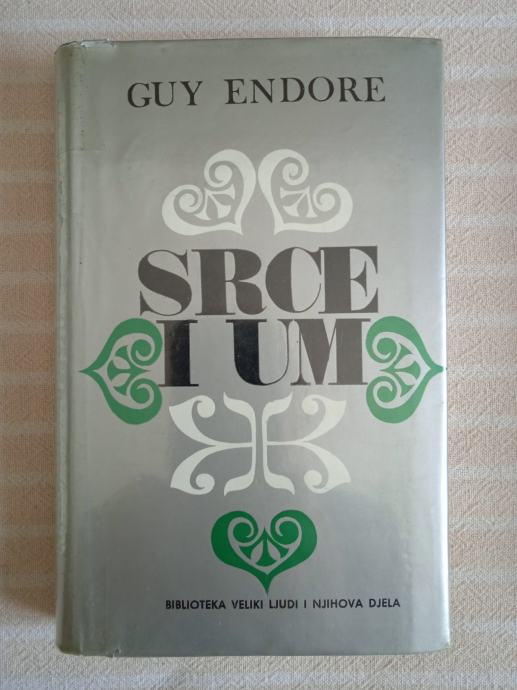 GUY ENDORE
SRCE
I UM
BIBLIOTEKA VELIKI LJUDI I NJIHOVA DJELA